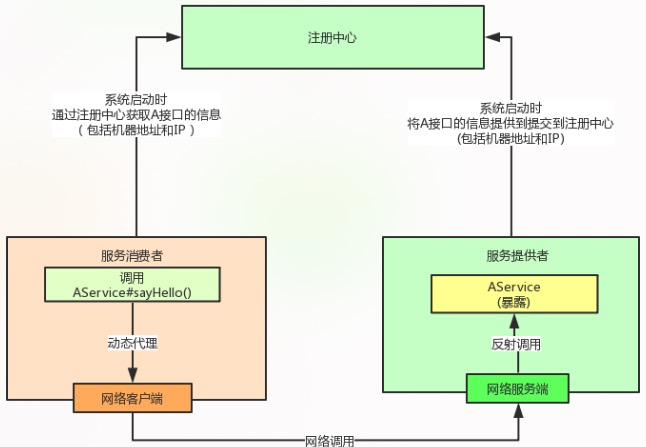 注册中心
系统启动时
通过注册中心获取A接口的信息
（包括机器地址和IP）
系统启动时
将A接口的信息提供到提交到注册中心
(包括机器地址和IP)
服务消费者
调用
AService#sayHello()
动态代理
网络客户端
服务提供者
AService
(暴露)
反射调用
网络服务端
网络调用